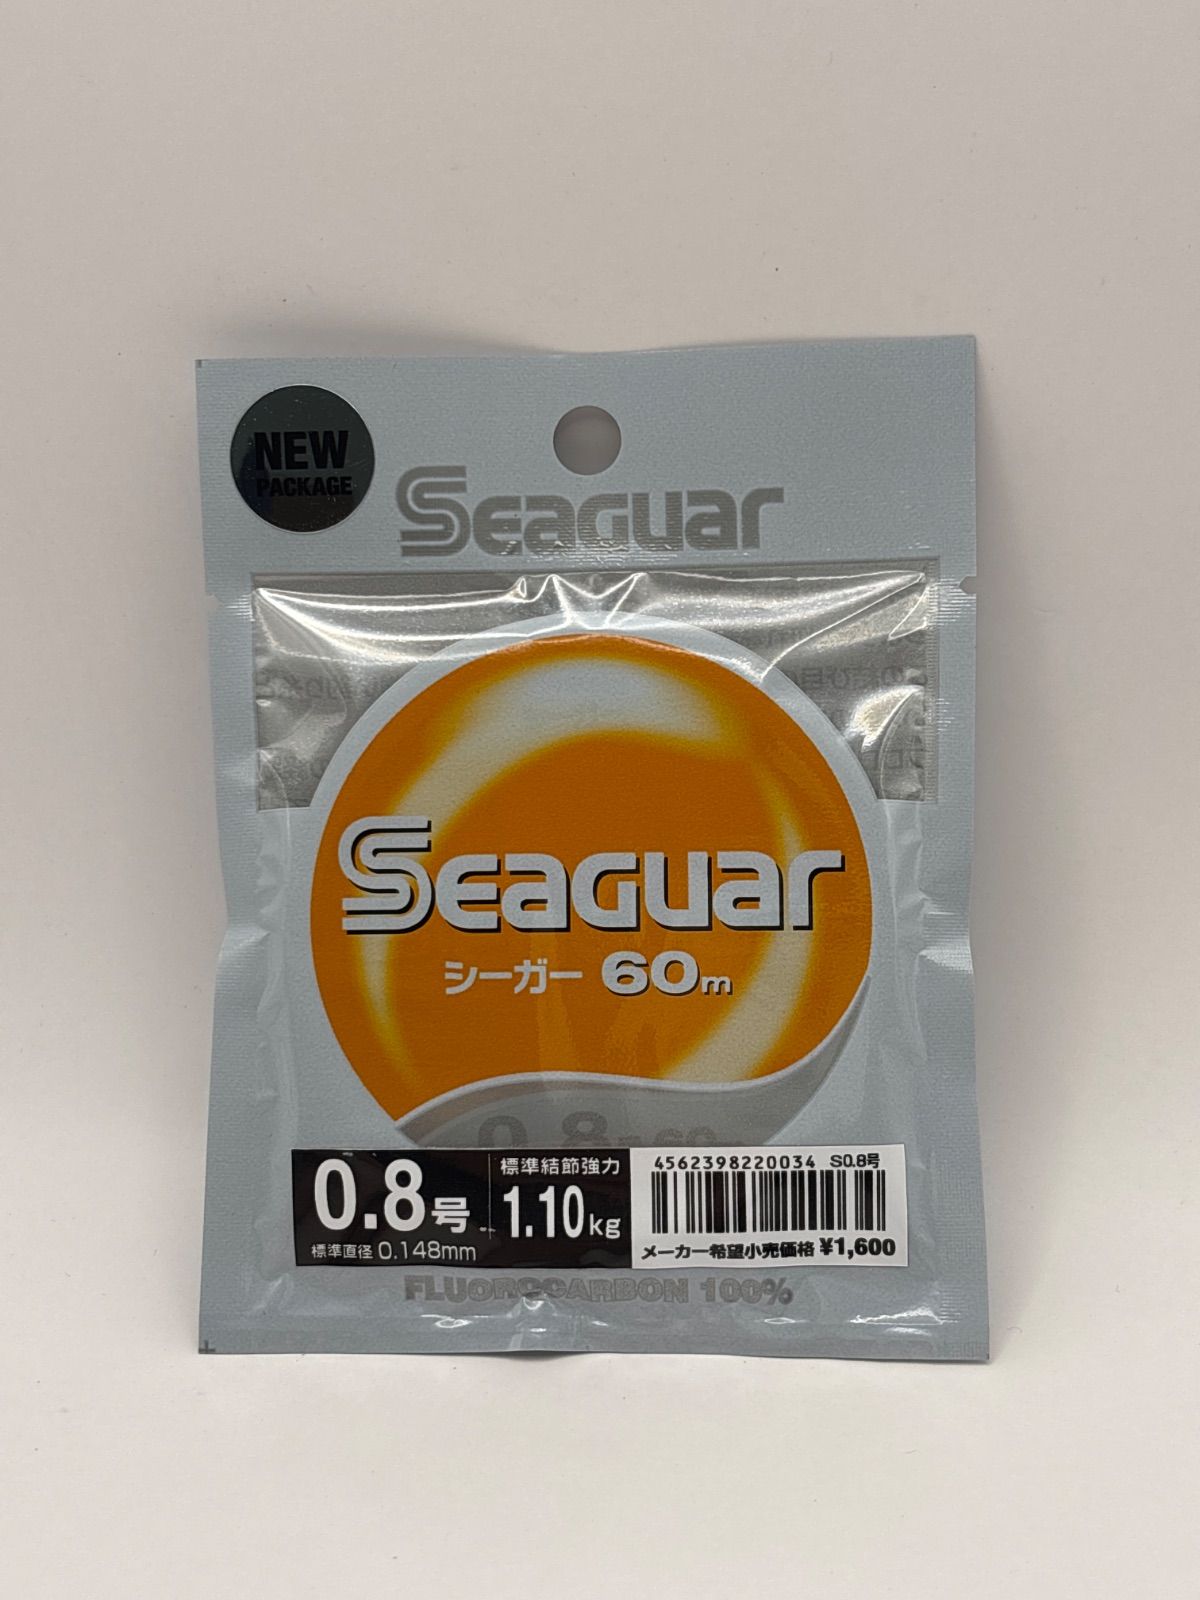 NEW
PACKAGE
Seaguar
Seaguar
シーガー 60m
0.8
0.8号
標準直径 0.148mm
標準結節強力
1.10kg
4562398220034 S0.8号
メーカー希望小売価格 ¥1,600
FLUOROCARBON 100%